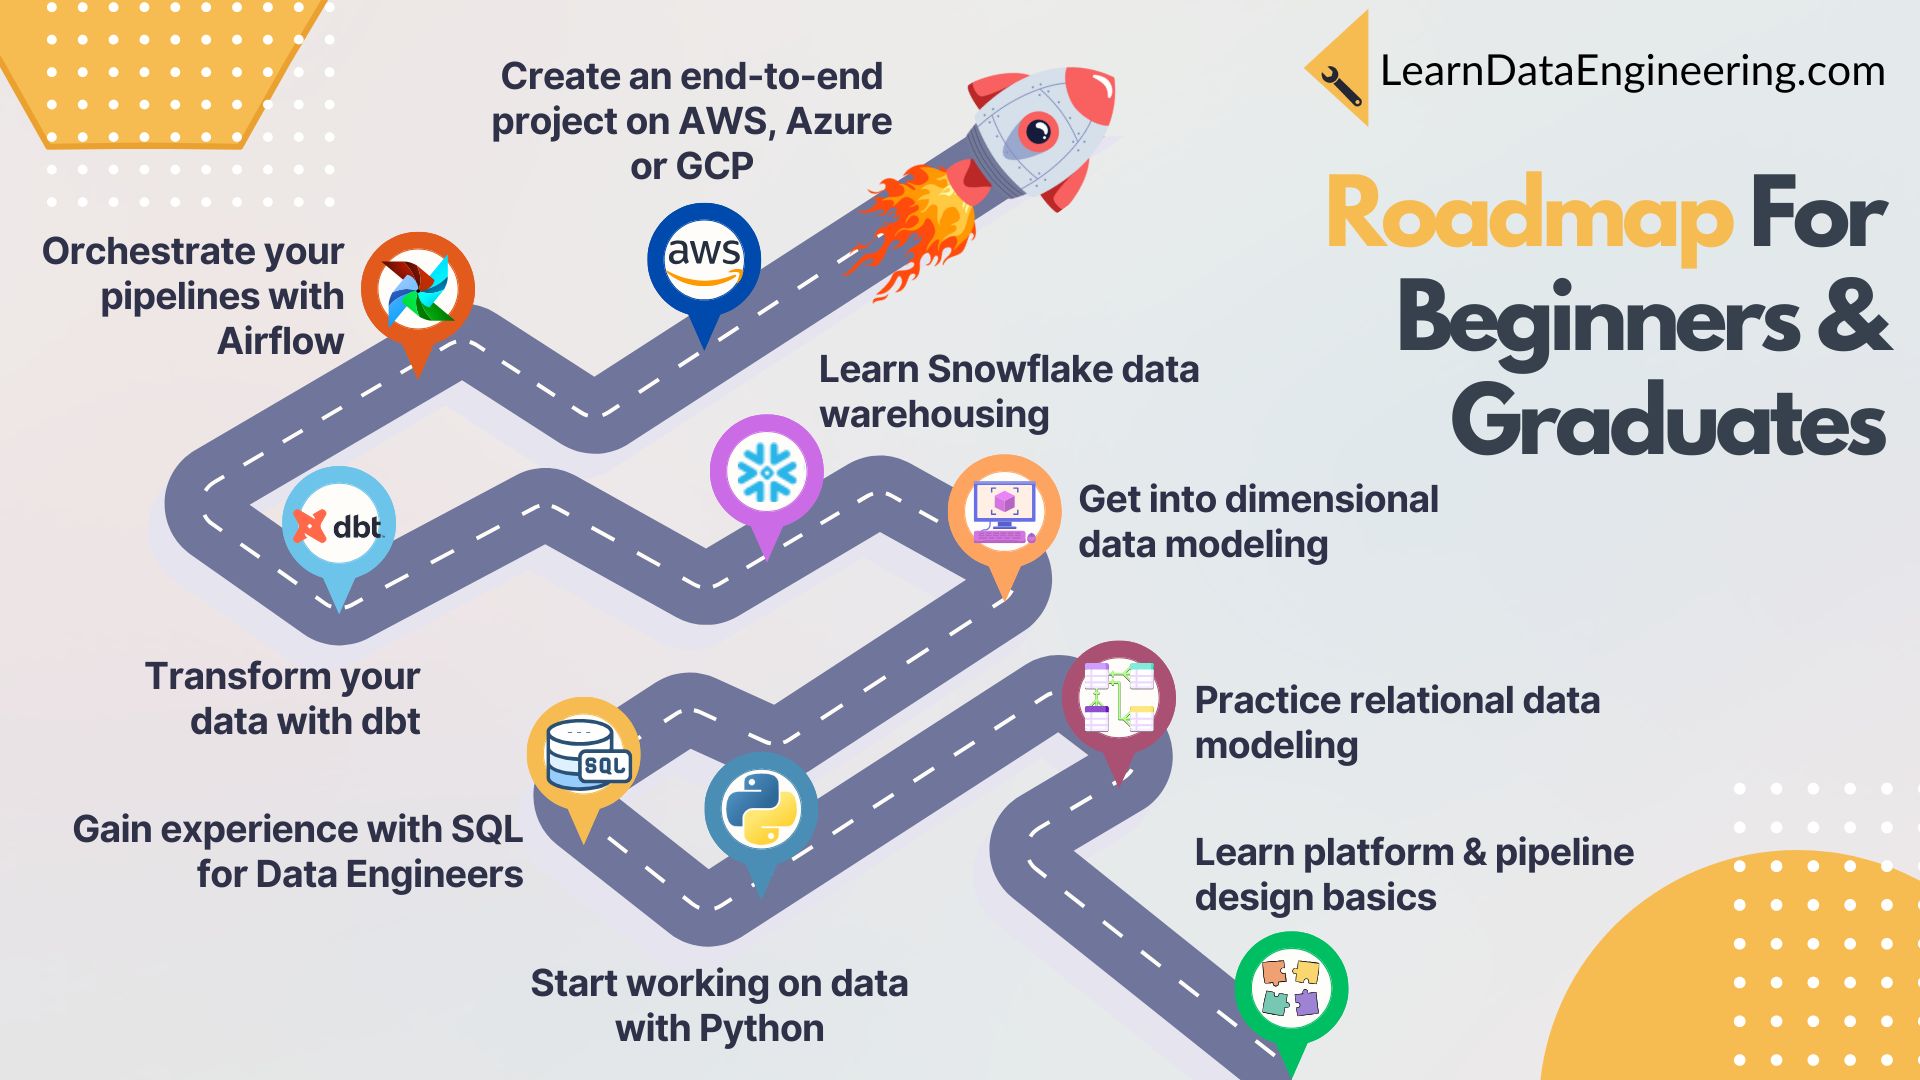 LearnDataEngineering.com
Roadmap For
Beginners &
Graduates
Create an end-to-end
project on AWS, Azure
or GCP
aws
Orchestrate your
pipelines with
Airflow
Learn Snowflake data
warehousing
Get into dimensional
data modeling
dbt
Transform your
data with dbt
SQL
Gain experience with SQL
for Data Engineers
Practice relational data
modeling
Learn platform & pipeline
design basics
Start working on data
with Python